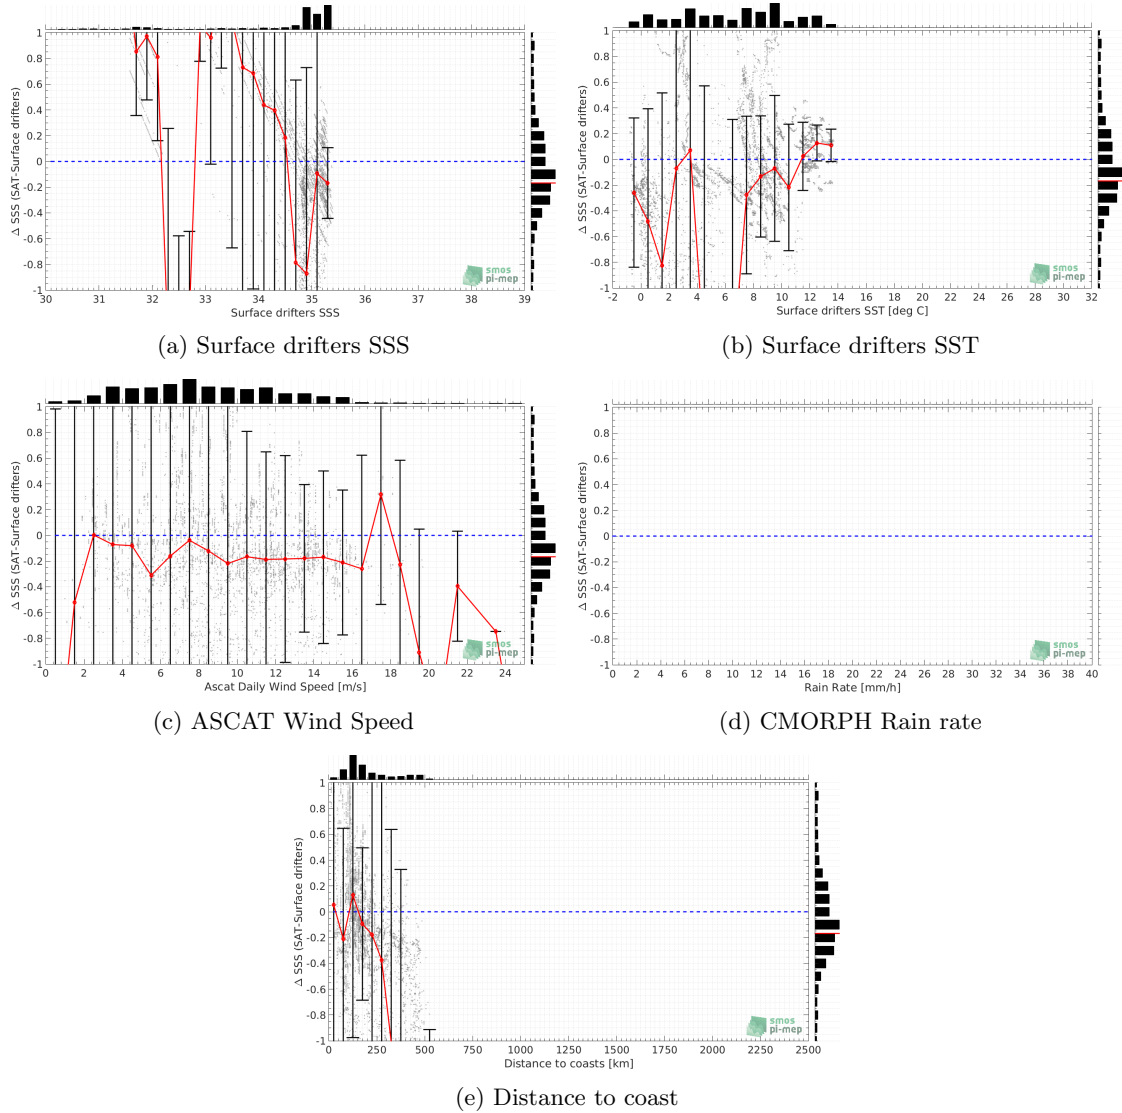 1
0.8
0.6
0.4
0.2
0
-0.2
-0.4
-0.6
-0.8
-1
Δ SSS (SAT-Surface drifters)
smos
pi-mep
30 31 32 33 34 35 36 37 38 39
Surface drifters SSS
(a) Surface drifters SSS
1
0.8
0.6
0.4
0.2
0
-0.2
-0.4
-0.6
-0.8
-1
Δ SSS (SAT-Surface drifters)
smos
pi-mep
-2 0 2 4 6 8 10 12 14 16 18 20 22 24 26 28 30 32
Surface drifters SST [deg C]
(b) Surface drifters SST
1
0.8
0.6
0.4
0.2
0
-0.2
-0.4
-0.6
-0.8
-1
Δ SSS (SAT-Surface drifters)
smos
pi-mep
0 2 4 6 8 10 12 14 16 18 20 22 24
Ascat Daily Wind Speed [m/s]
(c) ASCAT Wind Speed
1
0.8
0.6
0.4
0.2
0
-0.2
-0.4
-0.6
-0.8
-1
Δ SSS (SAT-Surface drifters)
smos
pi-mep
0 2 4 6 8 10 12 14 16 18 20 22 24 26 28 30 32 34 36 38 40
Rain Rate [mm/h]
(d) CMORPH Rain rate
1
0.8
0.6
0.4
0.2
0
-0.2
-0.4
-0.6
-0.8
-1
Δ SSS (SAT-Surface drifters)
smos
pi-mep
0 250 500 750 1000 1250 1500 1750 2000 2250 2500
Distance to coasts [km]
(e) Distance to coast